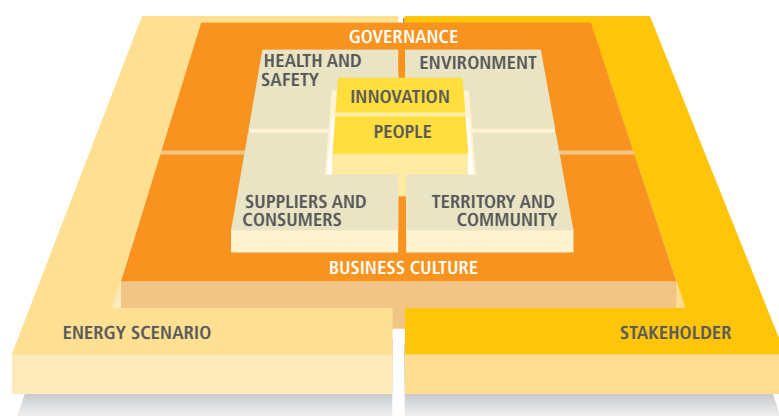 GOVERNANCE
HEALTH AND
SAFETY
ENVIRONMENT
INNOVATION
PEOPLE
SUPPLIERS AND
CONSUMERS
TERRITORY AND
COMMUNITY
BUSINESS CULTURE
ENERGY SCENARIO
STAKEHOLDER